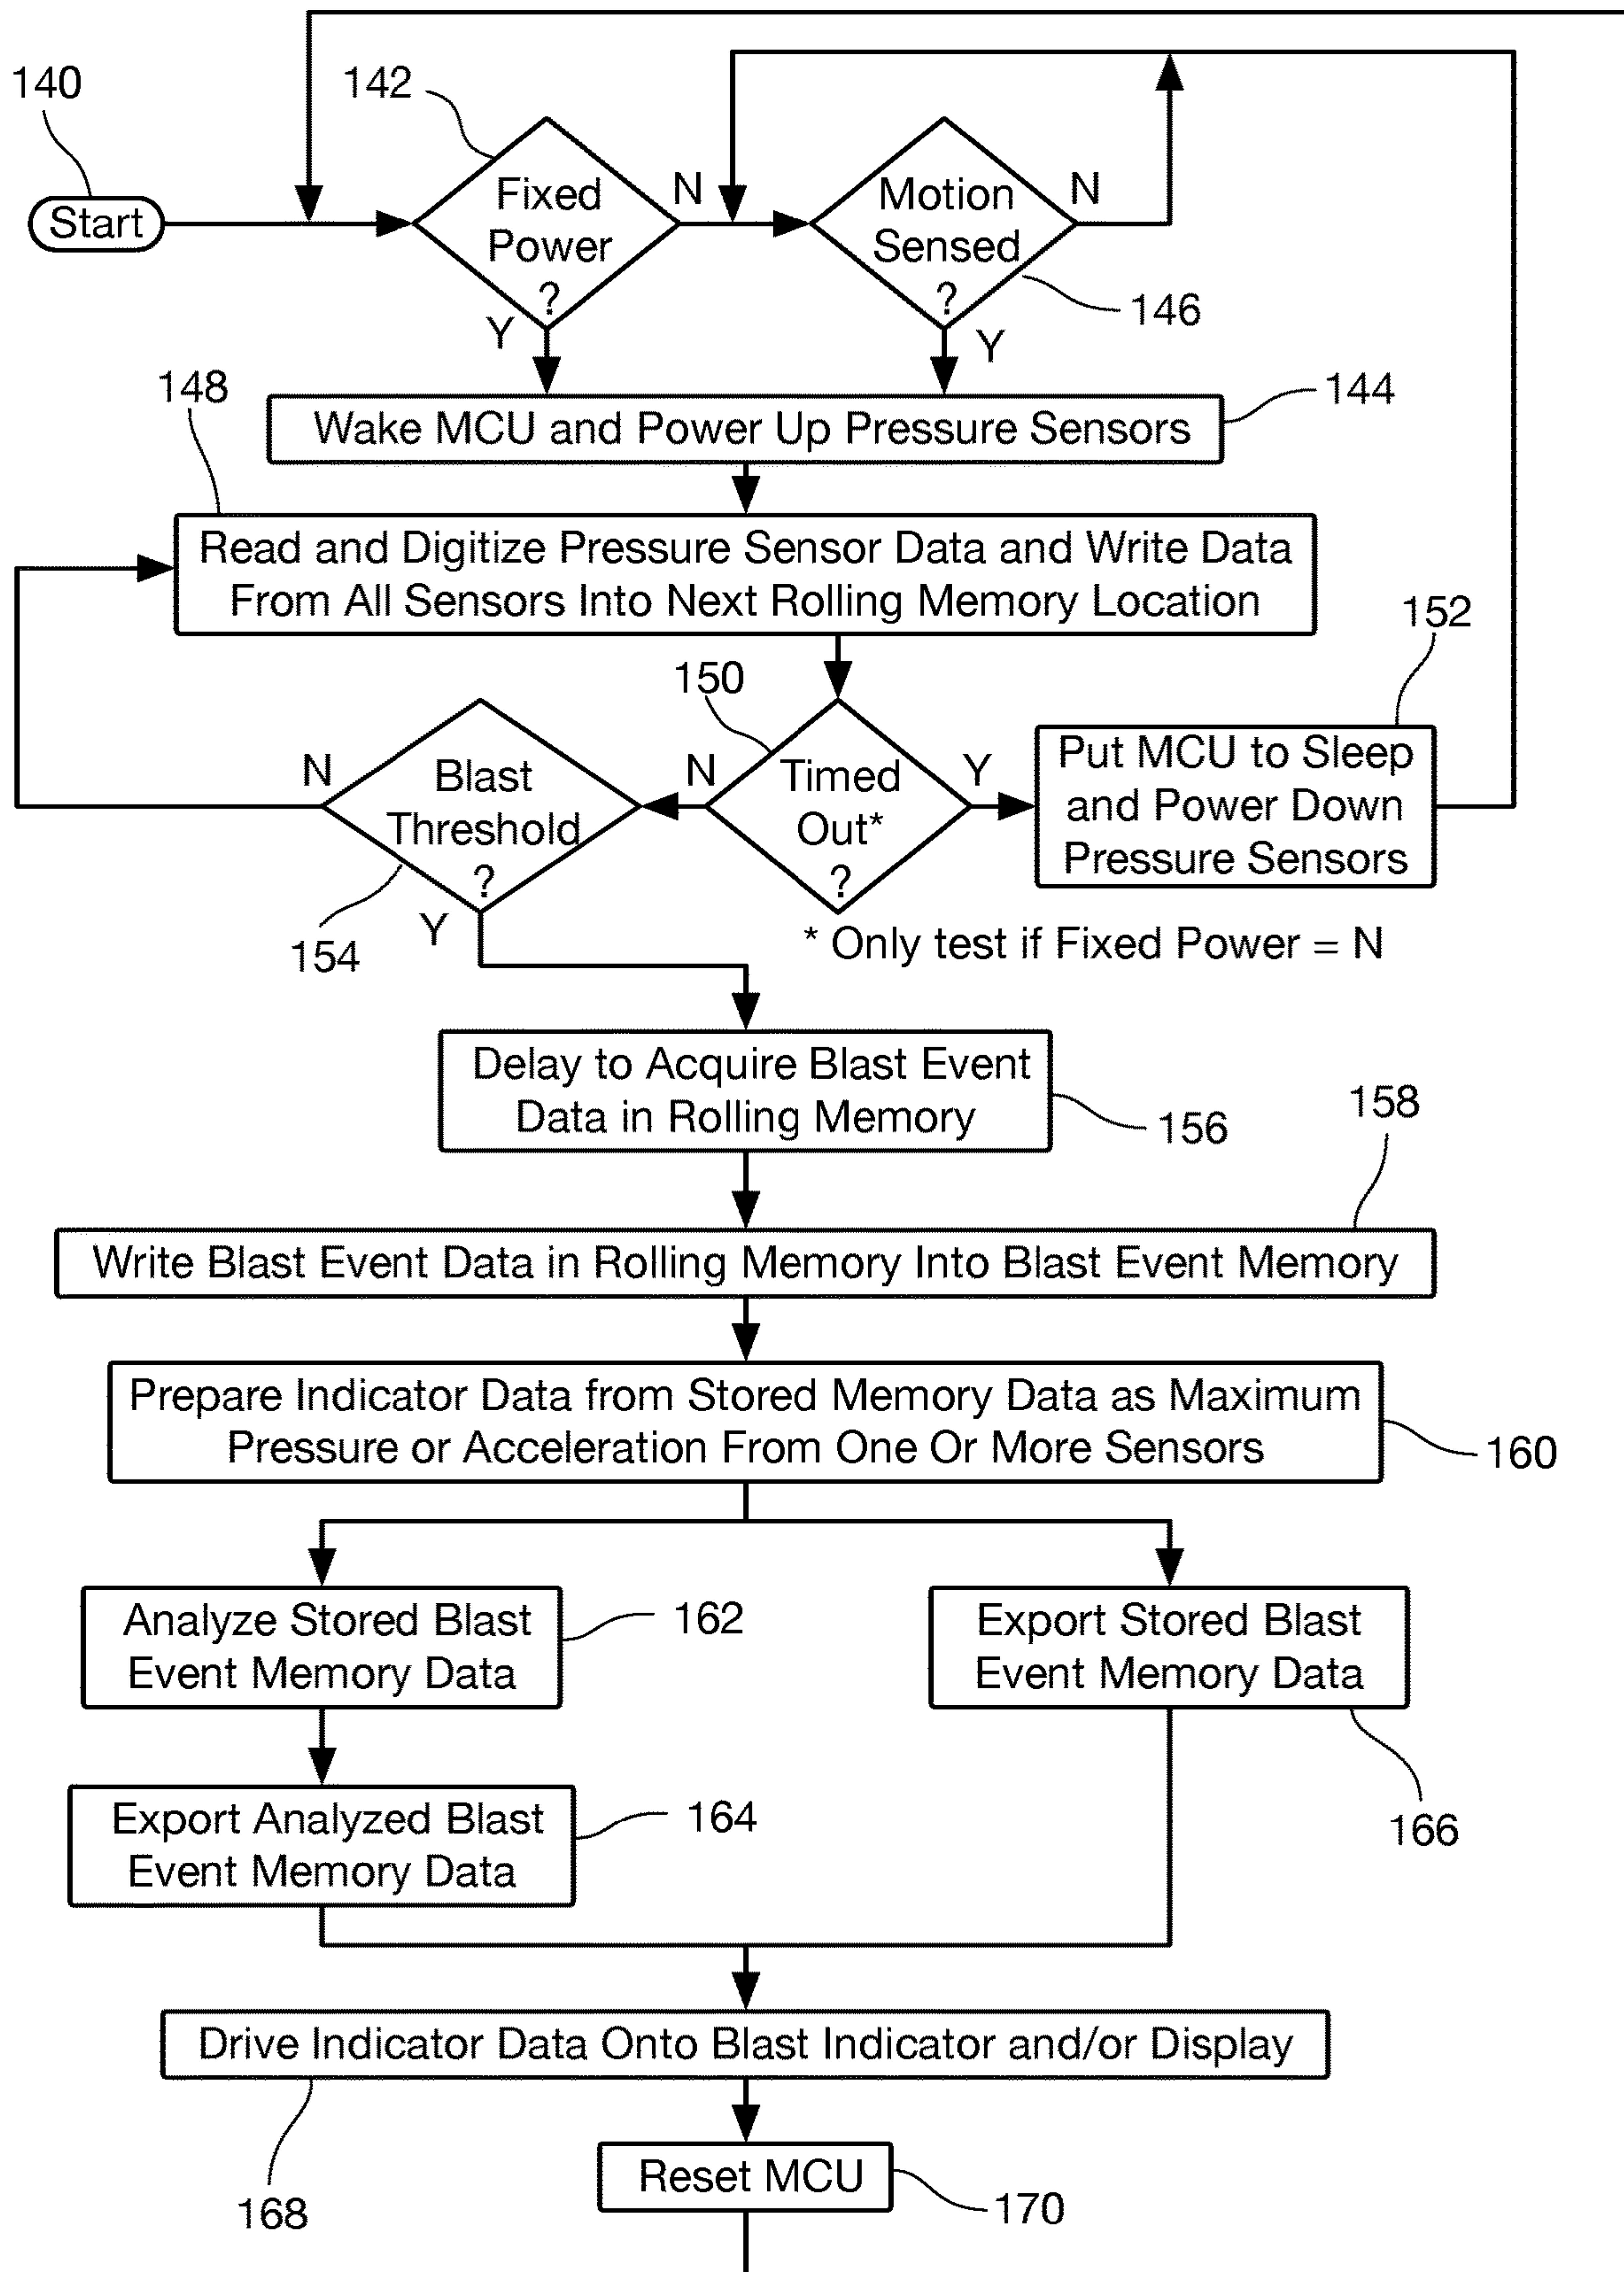 140
142
Start
Fixed
Power
?
N
Y
Motion
Sensed
?
N
Y
146
144
Wake MCU and Power Up Pressure Sensors
148
Read and Digitize Pressure Sensor Data and Write Data
From All Sensors Into Next Rolling Memory Location
152
150
N
Blast
Threshold
?
Y
154
N
Timed
Out*
?
Y
Put MCU to Sleep
and Power Down
Pressure Sensors
* Only test if Fixed Power = N
Delay to Acquire Blast Event
Data in Rolling Memory
156
158
Write Blast Event Data in Rolling Memory Into Blast Event Memory
Prepare Indicator Data from Stored Memory Data as Maximum
Pressure or Acceleration From One Or More Sensors
160
Analyze Stored Blast
Event Memory Data
162
Export Stored Blast
Event Memory Data
166
Export Analyzed Blast
Event Memory Data
164
Drive Indicator Data Onto Blast Indicator and/or Display
168
Reset MCU
170